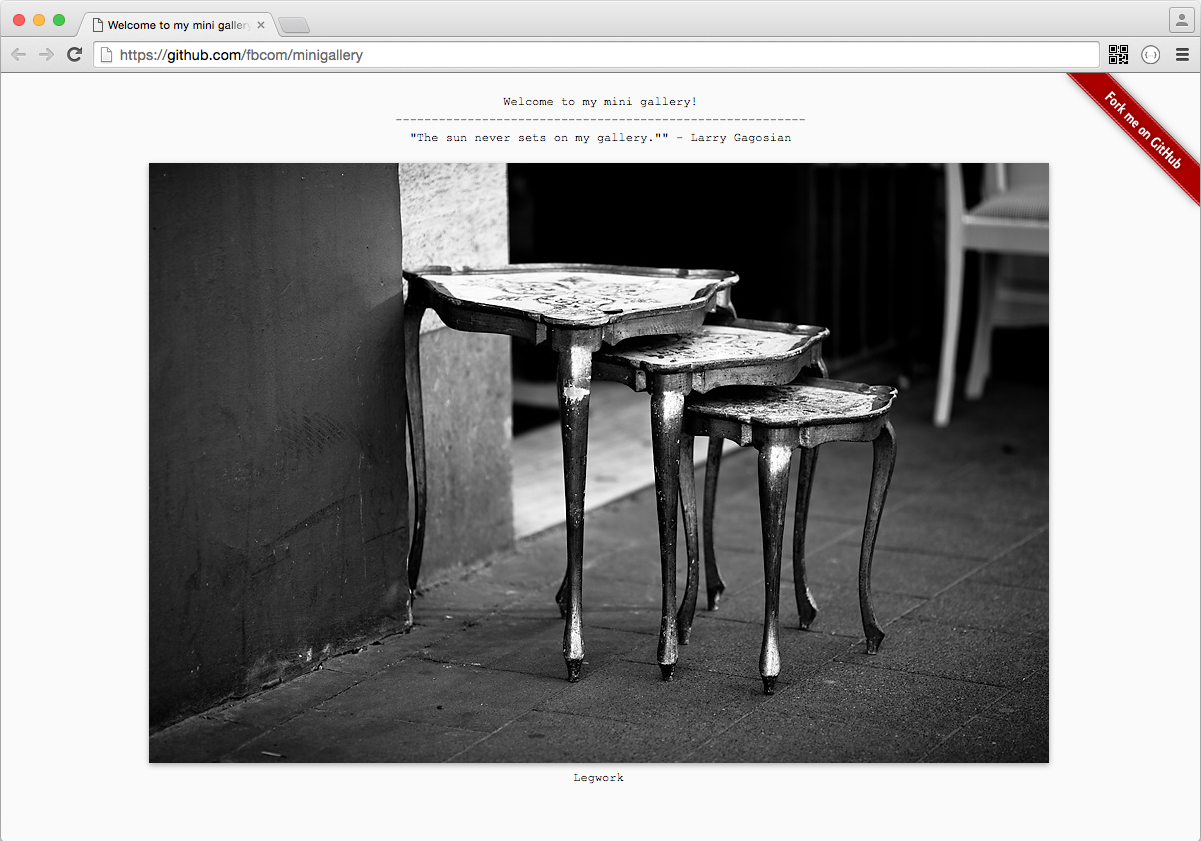 Welcome to my mini galler
https://github.com/fbcom/minigallery
Fork me on GitHub
Welcome to my mini gallery!
---------------------------------------------------------
"The sun never sets on my gallery."" - Larry Gagosian
Legwork